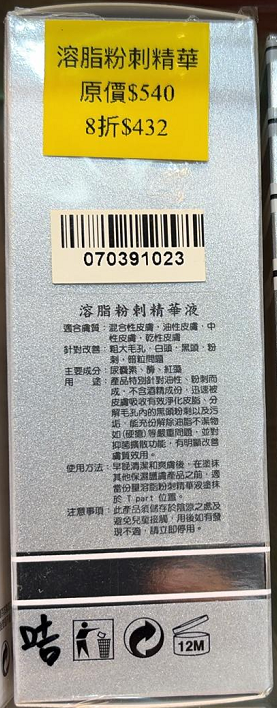 溶脂粉刺精華
原價$540
8折$432
070391023
溶脂粉刺精華液
適合膚質：混合性皮膚、油性皮膚、中
性皮膚、乾性皮膚
針對改善：粗大毛孔、白頭、黑頭、粉
刺、暗粒問題
主要成分：尿囊素、酶、紅藻
用　　途：產品特別針對油性、粉刺而
成，不含酒精成份，迅速被
皮膚吸收有效淨化皮脂、分
解毛孔內的黑頭粉刺以及污
垢，能充份解除油脂不潔物
如(硬擠)等嚴重問題，並對
抑菌擴散功能，有明顯改善
膚質效用。
使用方法：早晚清潔和爽膚後，在塗抹
其他保濕護膚產品之前，適
當份量溶脂粉刺精華液塗抹
於 T part 位置。
注意事項：此產品須儲存於陰涼之處及
避免兒童接觸，用後如有發
現不適，請立即停用。
12M